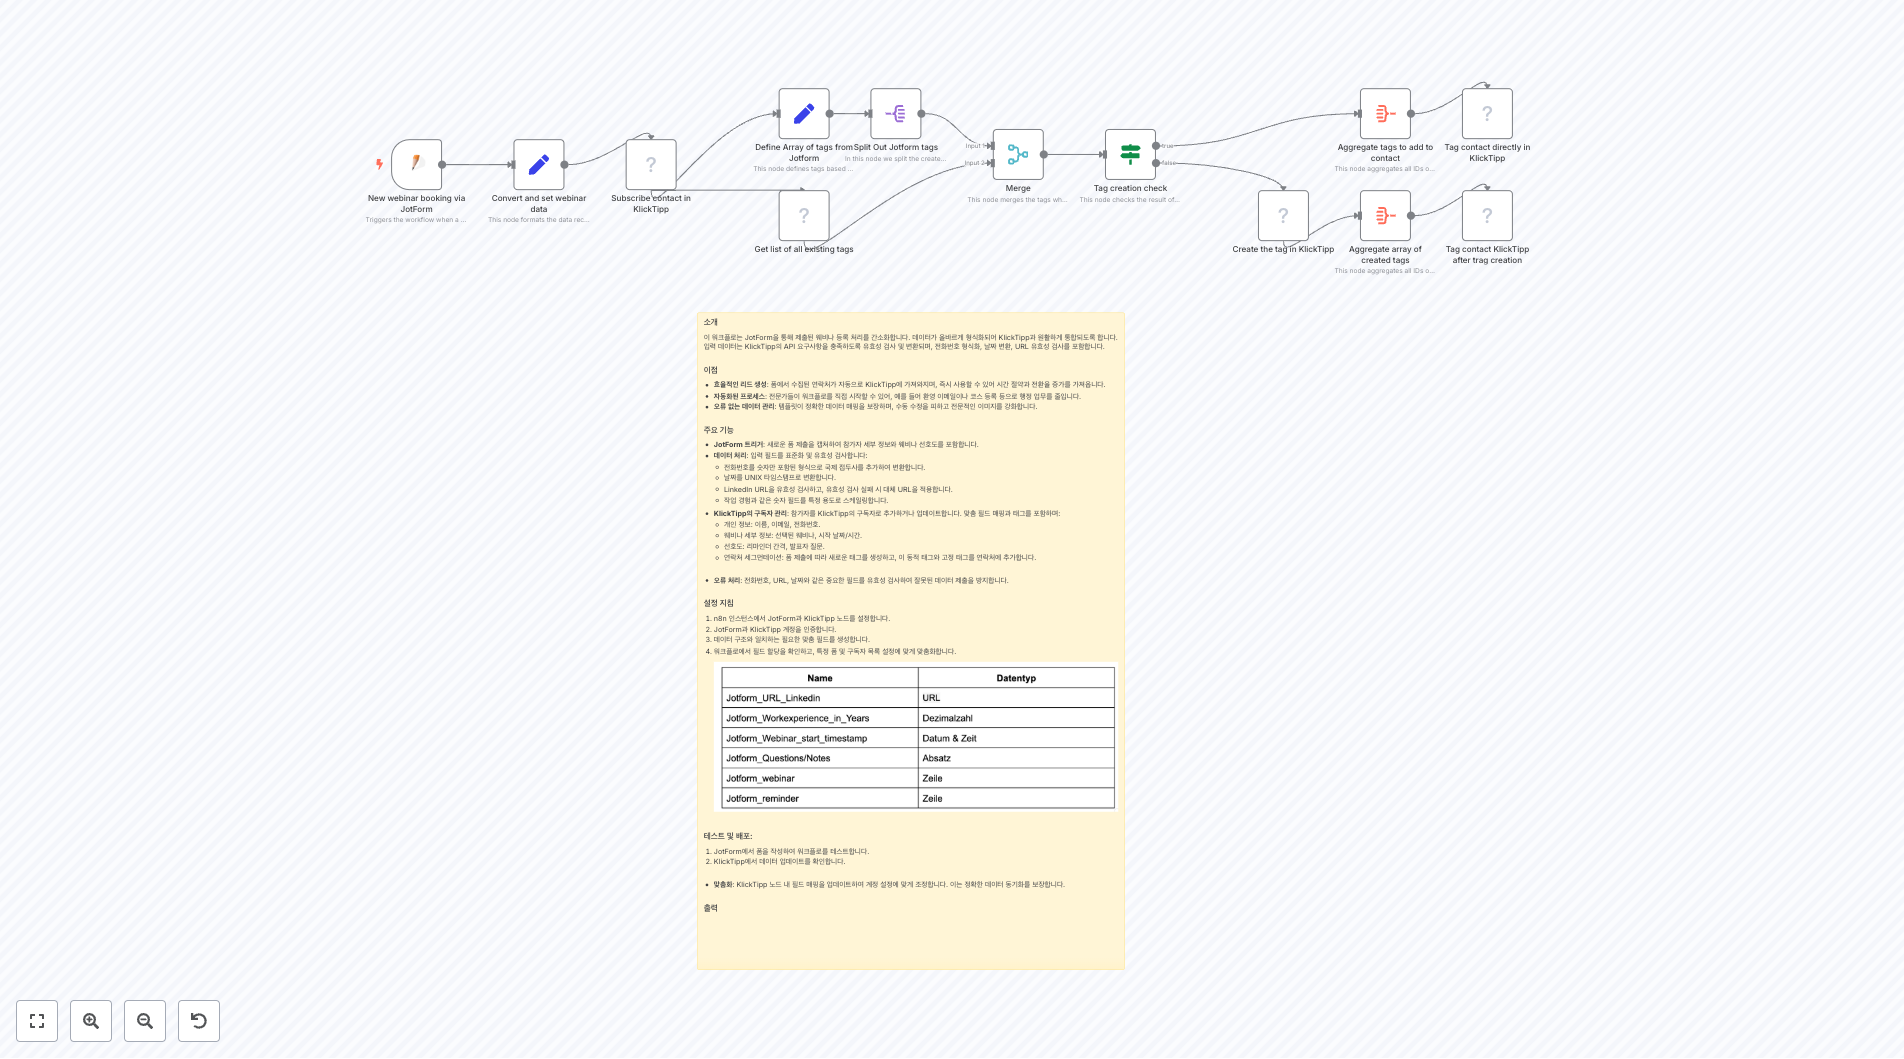 New webinar booking via
JotForm
Triggers the workflow when a ...
Convert and set webinar
data
This node formats the data rec...
?
Subscribe contact in
KlickTipp
Define Array of tags from
Jotform
This node defines tags based ...
Split Out Jotform tags
In this node we split the create...
?
Get list of all existing tags
Input 1
Input 2
Merge
This node merges the tags wh...
true
false
Tag creation check
This node checks the result of...
Aggregate tags to add to
contact
This node aggregates all IDs o...
?
Tag contact directly in
KlickTipp
?
Create the tag in KlickTipp
Aggregate array of
created tags
This node aggregates all IDs o...
?
Tag contact KlickTipp
after trag creation
소개
이 워크플로는 JotForm을 통해 제출된 웨비나 등록 처리를 간소화합니다. 데이터가 올바르게 형식화되어 KlickTipp과 원활하게 통합되도록 합니다.
입력 데이터는 KlickTipp의 API 요구사항을 충족하도록 유효성 검사 및 변환되며, 전화번호 형식화, 날짜 변환, URL 유효성 검사를 포함합니다.
이점
• 효율적인 리드 생성: 폼에서 수집된 연락처가 자동으로 KlickTipp에 가져와지며, 즉시 사용할 수 있어 시간 절약과 전환율 증가를 가져옵니다.
• 자동화된 프로세스: 전문가들이 워크플로를 직접 시작할 수 있어, 예를 들어 환영 이메일이나 코스 등록 등으로 행정 업무를 줄입니다.
• 오류 없는 데이터 관리: 템플릿이 정확한 데이터 매핑을 보장하며, 수동 수정을 피하고 전문적인 이미지를 강화합니다.
주요 기능
• JotForm 트리거: 새로운 폼 제출을 캡처하여 참가자 세부 정보와 웨비나 선호도를 포함합니다.
• 데이터 처리: 입력 필드를 표준화 및 유효성 검사합니다:
◦ 전화번호를 숫자만 포함된 형식으로 국제 접두사를 추가하여 변환합니다.
◦ 날짜를 UNIX 타임스탬프로 변환합니다.
◦ LinkedIn URL을 유효성 검사하고, 유효성 검사 실패 시 대체 URL을 적용합니다.
◦ 작업 경험과 같은 숫자 필드를 특정 용도로 스케일링합니다.
• KlickTipp의 구독자 관리: 참가자를 KlickTipp의 구독자로 추가하거나 업데이트합니다. 맞춤 필드 매핑과 태그를 포함하며:
◦ 개인 정보: 이름, 이메일, 전화번호.
◦ 웨비나 세부 정보: 선택된 웨비나, 시작 날짜/시간.
◦ 선호도: 리마인더 간격, 발표자 질문.
◦ 연락처 세그먼테이션: 폼 제출에 따라 새로운 태그를 생성하고, 이 동적 태그와 고정 태그를 연락처에 추가합니다.
• 오류 처리: 전화번호, URL, 날짜와 같은 중요한 필드를 유효성 검사하여 잘못된 데이터 제출을 방지합니다.
설정 지침
1. n8n 인스턴스에서 JotForm과 KlickTipp 노드를 설정합니다.
2. JotForm과 KlickTipp 계정을 인증합니다.
3. 데이터 구조와 일치하는 필요한 맞춤 필드를 생성합니다.
4. 워크플로에서 필드 할당을 확인하고, 특정 폼 및 구독자 목록 설정에 맞게 맞춤화합니다.
Name Datentyp
Jotform_URL_Linkedin URL
Jotform_Workexperience_in_Years Dezimalzahl
Jotform_Webinar_start_timestamp Datum & Zeit
Jotform_Questions/Notes Absatz
Jotform_webinar Zeile
Jotform_reminder Zeile
테스트 및 배포:
1. JotForm에서 폼을 작성하여 워크플로를 테스트합니다.
2. KlickTipp에서 데이터 업데이트를 확인합니다.
• 맞춤화: KlickTipp 노드 내 필드 매핑을 업데이트하여 계정 설정에 맞게 조정합니다. 이는 정확한 데이터 동기화를 보장합니다.
출력